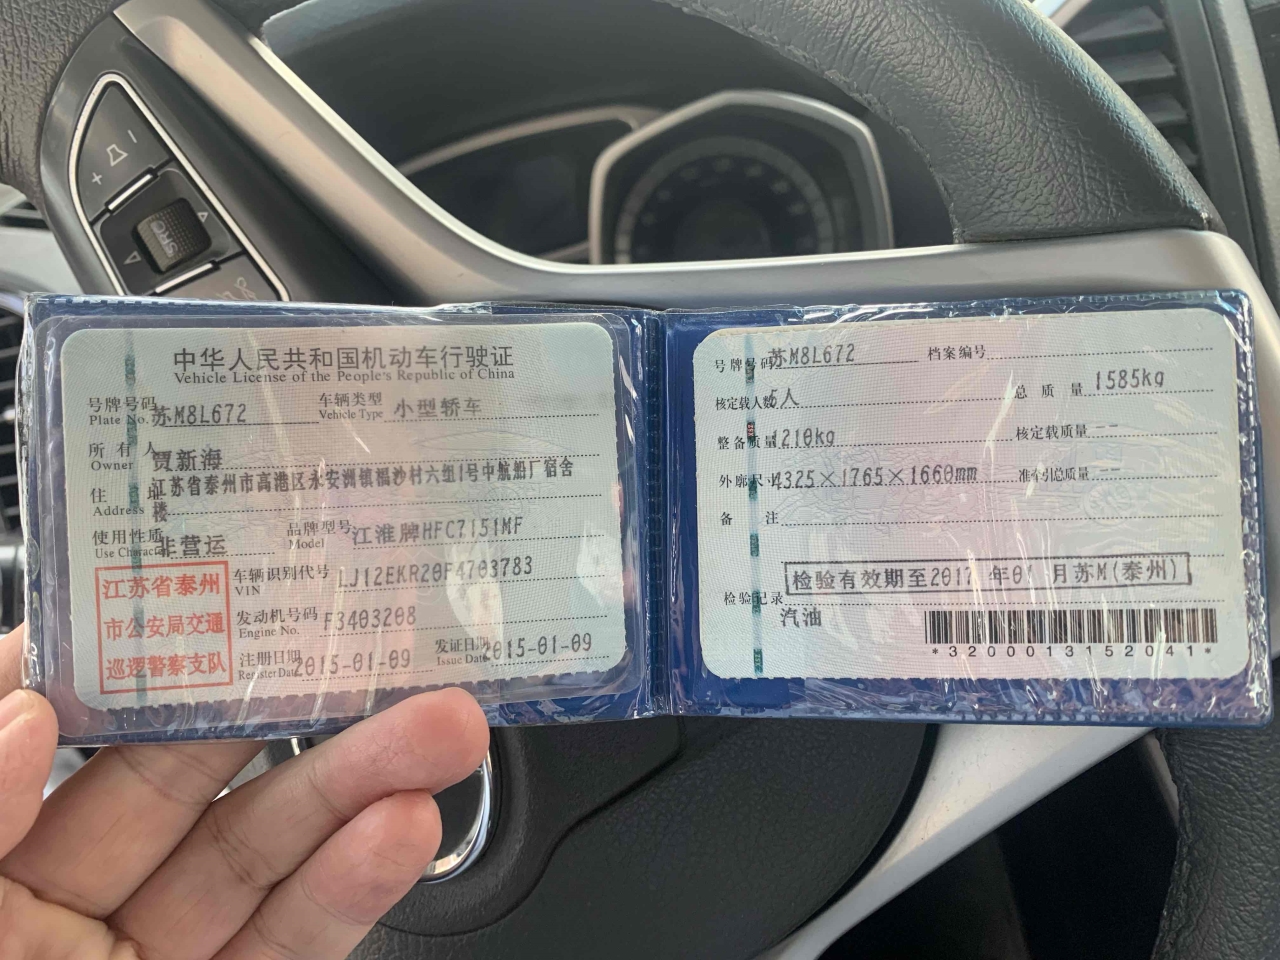 SRC
中华人民共和国机动车行驶证
Vehicle License of the People's Republic of China
号牌号码 苏M8L672 车辆类型 小型轿车
Plate No. Vehicle Type
所有人 贾新海
Owner
江苏省泰州市高港区永安洲镇福沙村六组1号中航船厂宿舍
住址 楼
Address
使用性质 非营运 品牌型号 江淮牌HFC7151MF
Use Character Model
江苏省泰州
市公安局交通
巡逻警察支队
车辆识别代号 LJ12EKR20F4703783
VIN
发动机号码 F3403208
Engine No.
注册日期 2015-01-09 发证日期 2015-01-09
Register Date Issue Date
号牌号码 苏M8L672 档案编号
核定载人数 5人 总质量 1585kg
整备质量 1210kg 核定载质量 --
外廓尺寸 4325×1765×1660mm 准牵引总质量 --
备注
检验有效期至2017年01月苏M(泰州)
检验记录
汽油
*3200013152041*